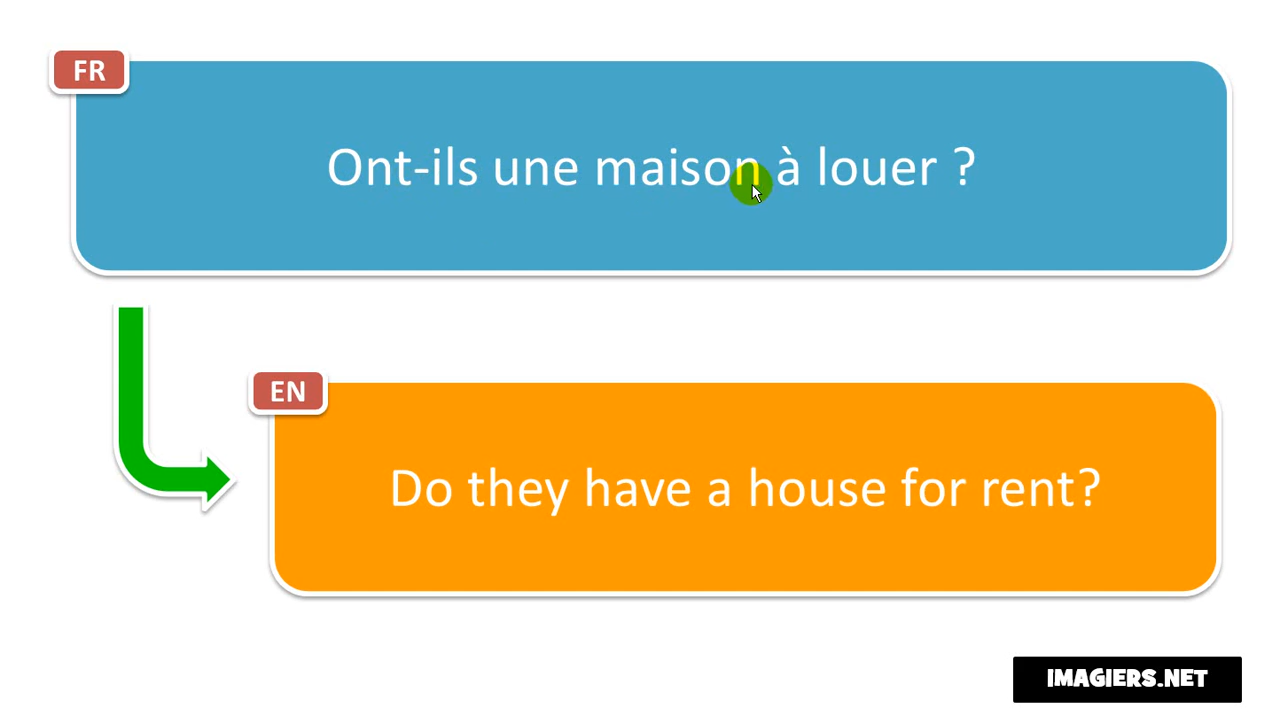 FR
Ont-ils une maison à louer ?
EN
Do they have a house for rent?
IMAGIERS.NET